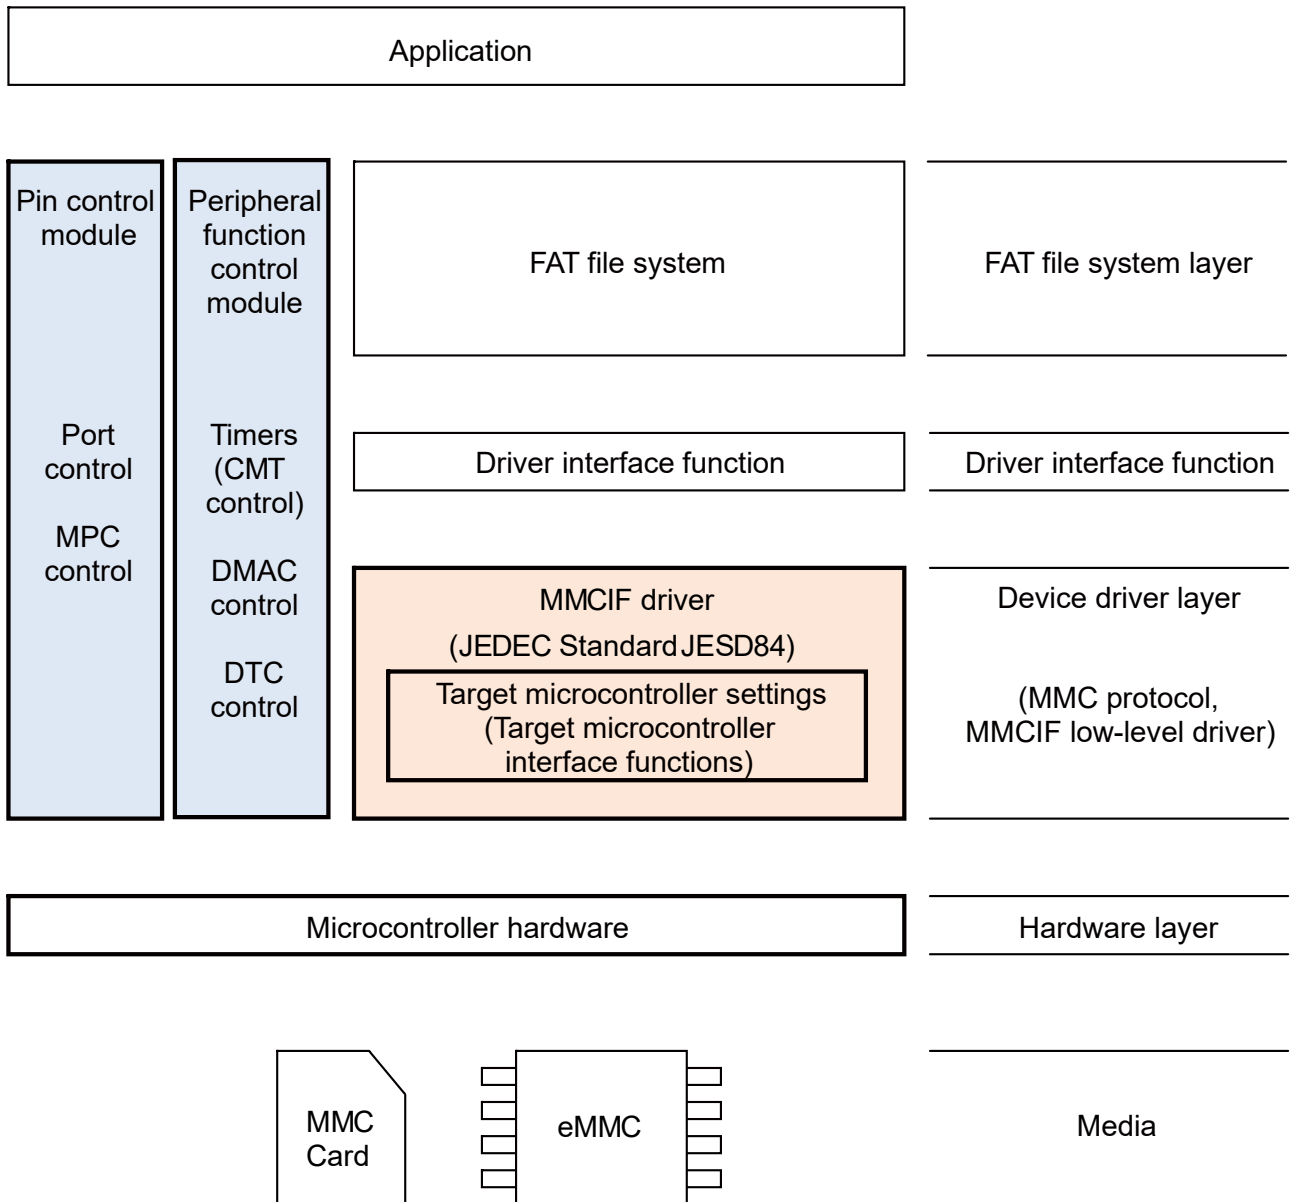 Application
Pin control
module
Port
control
MPC
control
Peripheral
function
control
module
Timers
(CMT
control)
DMAC
control
DTC
control
FAT file system
FAT file system layer
Driver interface function
Driver interface function
MMCIF driver
(JEDEC Standard JESD84)
Target microcontroller settings
(Target microcontroller
interface functions)
Device driver layer
(MMC protocol,
MMCIF low-level driver)
Microcontroller hardware
Hardware layer
MMC
Card
eMMC
Media